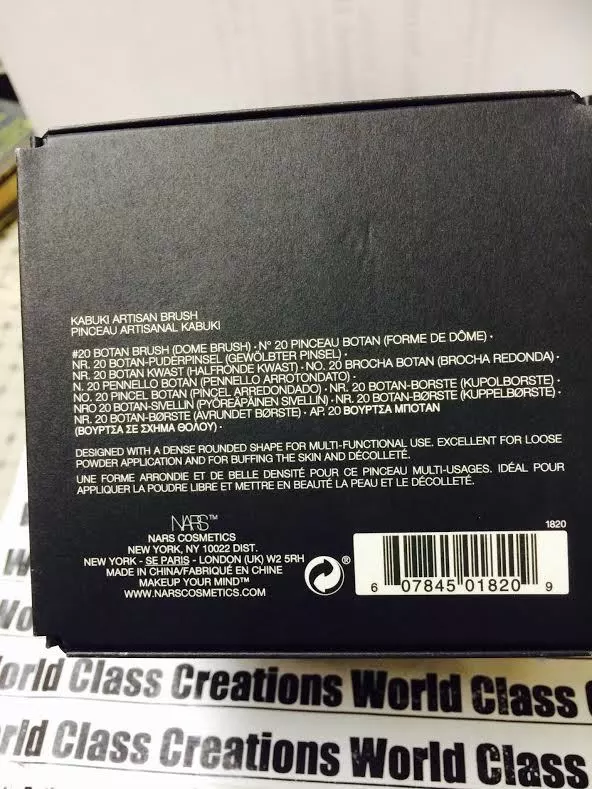 KABUKI ARTISAN BRUSH
PINCEAU ARTISANAL KABUKI
#20 BOTAN BRUSH (DOME BRUSH) · N° 20 PINCEAU BOTAN (FORME DE DÔME) ·
NR. 20 BOTAN-PUDERPINSEL (GEWÖLBTER PINSEL) ·
NR. 20 BOTAN KWAST (HALFRONDE KWAST) · NO. 20 BROCHA BOTAN (BROCHA REDONDA) ·
N. 20 PENNELLO BOTAN (PENNELLO ARROTONDATO) ·
NO. 20 PINCEL BOTAN (PINCEL ARREDONDADO) · NR. 20 BOTAN-BORSTE (KUPOLBORSTE) ·
NRO 20 BOTAN-SIVELLIN (PYÖREÄPÄINEN SIVELLIN) · NR. 20 BOTAN-BØRSTE (KUPPELBØRSTE) ·
NR. 20 BOTAN-BØRSTE (AVRUNDET BØRSTE) · ΑΡ. 20 ΒΟΥΡΤΣΑ ΜΠΟΤΑΝ
(ΒΟΥΡΤΣΑ ΣΕ ΣΧΗΜΑ ΘΟΛΟΥ) ·
DESIGNED WITH A DENSE ROUNDED SHAPE FOR MULTI-FUNCTIONAL USE. EXCELLENT FOR LOOSE
POWDER APPLICATION AND FOR BUFFING THE SKIN AND DÉCOLLETÉ.
UNE FORME ARRONDIE ET DE BELLE DENSITÉ POUR CE PINCEAU MULTI-USAGES. IDÉAL POUR
APPLIQUER LA POUDRE LIBRE ET METTRE EN BEAUTÉ LA PEAU ET LE DÉCOLLETÉ.
NARS™
NARS COSMETICS
NEW YORK, NY 10022 DIST.
NEW YORK - SE PARIS - LONDON (UK) W2 5RH
MADE IN CHINA/FABRIQUÉ EN CHINE
MAKEUP YOUR MIND™
WWW.NARSCOSMETICS.COM
®
1820
6 07845 01820 9
World Class Creations World Class
World Class Creations World Class